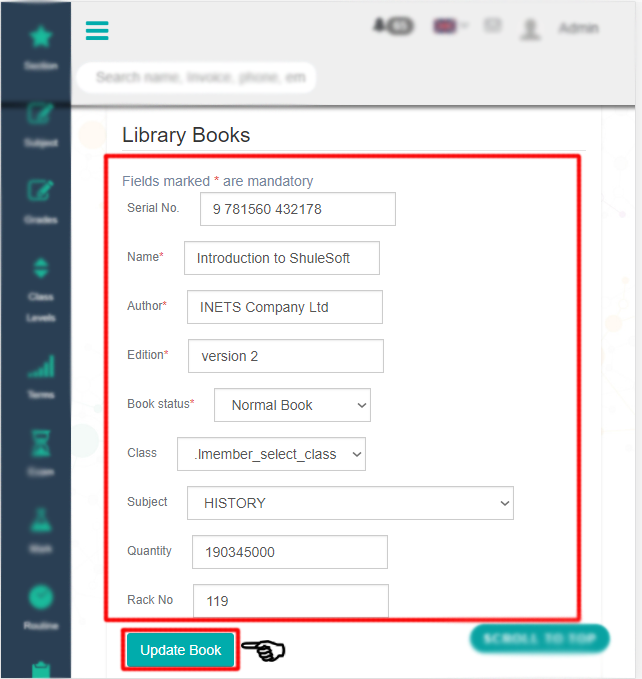 Admin
Search name, Invoice, phone, em
Section
Subject
Grades
Class
Levels
Terms
Exam
Mark
Routine
Library Books
Fields marked * are mandatory
Serial No. 9 781560 432178
Name* Introduction to ShuleSoft
Author* INETS Company Ltd
Edition* version 2
Book status* Normal Book
Class .lmember_select_class
Subject HISTORY
Quantity 190345000
Rack No 119
Update Book
SCROLL TO TOP